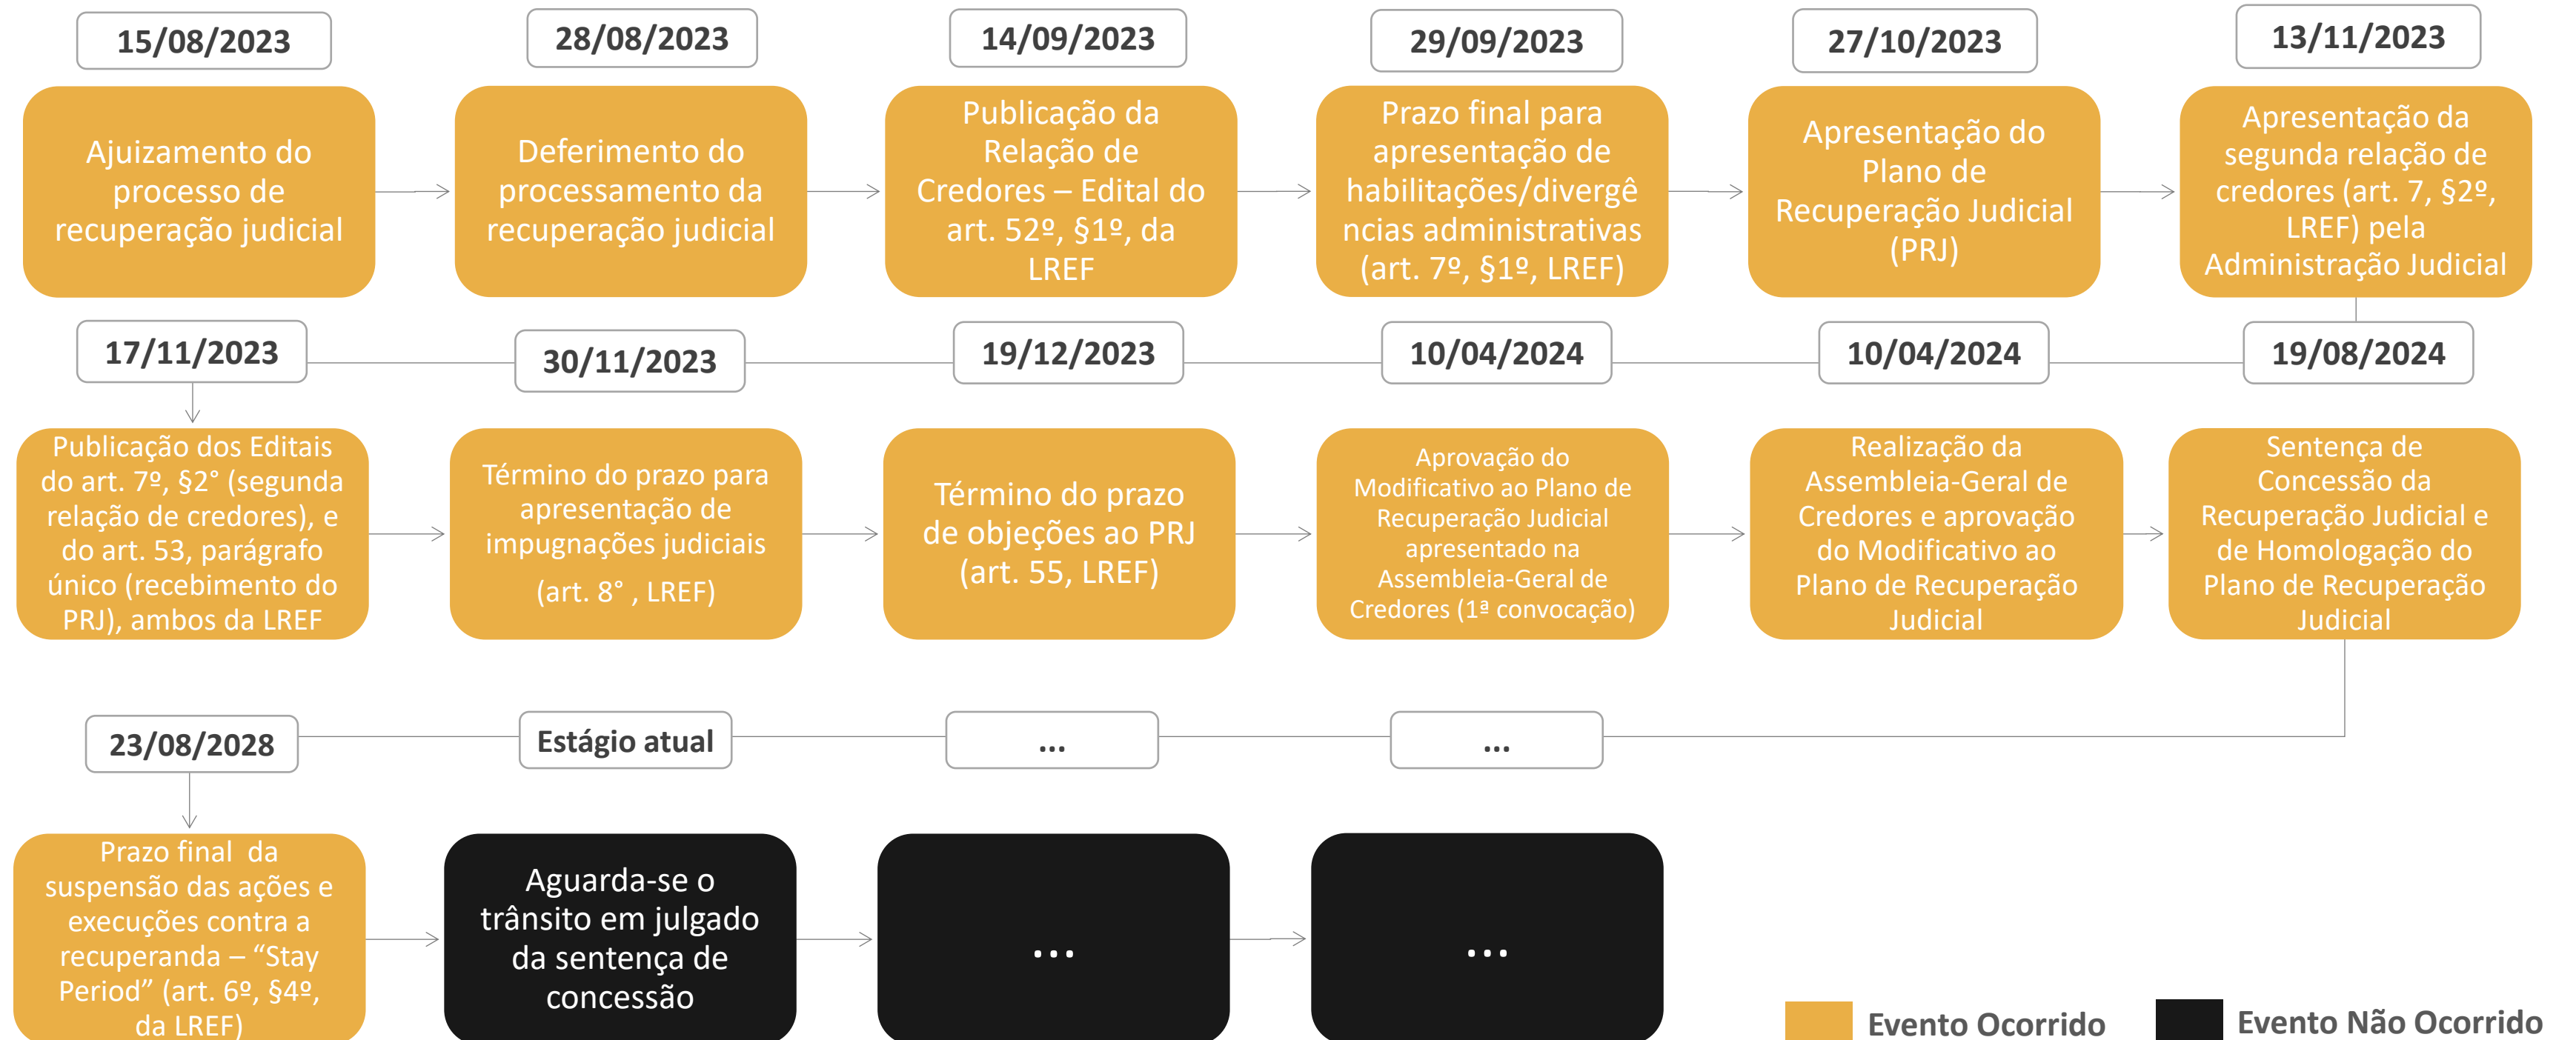 15/08/2023
28/08/2023
14/09/2023
29/09/2023
27/10/2023
13/11/2023
Ajuizamento do
processo de
recuperação judicial
Deferimento do
processamento da
recuperação judicial
Publicação da
Relação de
Credores – Edital do
art. 52º, §1º, da
LREF
Prazo final para
apresentação de
habilitações/divergê
ncias administrativas
(art. 7º, §1º, LREF)
Apresentação do
Plano de
Recuperação Judicial
(PRJ)
Apresentação da
segunda relação de
credores (art. 7, §2º,
LREF) pela
Administração Judicial
17/11/2023
30/11/2023
19/12/2023
10/04/2024
10/04/2024
19/08/2024
Publicação dos Editais
do art. 7º, §2° (segunda
relação de credores), e
do art. 53, parágrafo
único (recebimento do
PRJ), ambos da LREF
Término do prazo para
apresentação de
impugnações judiciais
(art. 8° , LREF)
Término do prazo
de objeções ao PRJ
(art. 55, LREF)
Aprovação do
Modificativo ao Plano de
Recuperação Judicial
apresentado na
Assembleia-Geral de
Credores (1ª convocação)
Realização da
Assembleia-Geral de
Credores e aprovação
do Modificativo ao
Plano de Recuperação
Judicial
Sentença de
Concessão da
Recuperação Judicial e
de Homologação do
Plano de Recuperação
Judicial
23/08/2028
Estágio atual
...
...
Prazo final da
suspensão das ações e
execuções contra a
recuperanda – “Stay
Period” (art. 6º, §4º,
da LREF)
Aguarda-se o
trânsito em julgado
da sentença de
concessão
...
...
Evento Ocorrido
Evento Não Ocorrido